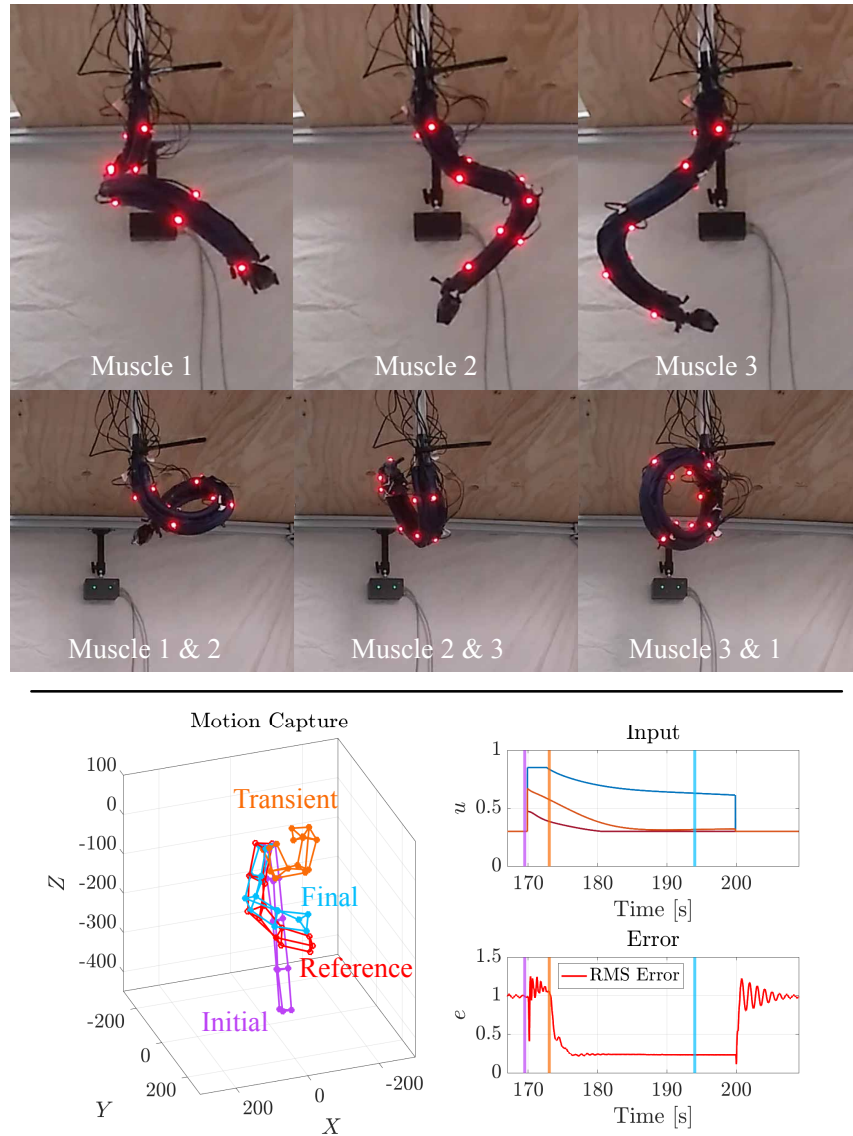 Muscle 1
Muscle 2
Muscle 3
Muscle 1 & 2
Muscle 2 & 3
Muscle 3 & 1
Motion Capture
100
0
-100
-200
-300
-400
Z
-200
0
200
Y
200
0
-200
X
Transient
Final
Reference
Initial
Input
1
0.5
0
u
170
180
190
200
Time [s]
Error
1.5
1
0.5
0
e
RMS Error
170
180
190
200
Time [s]